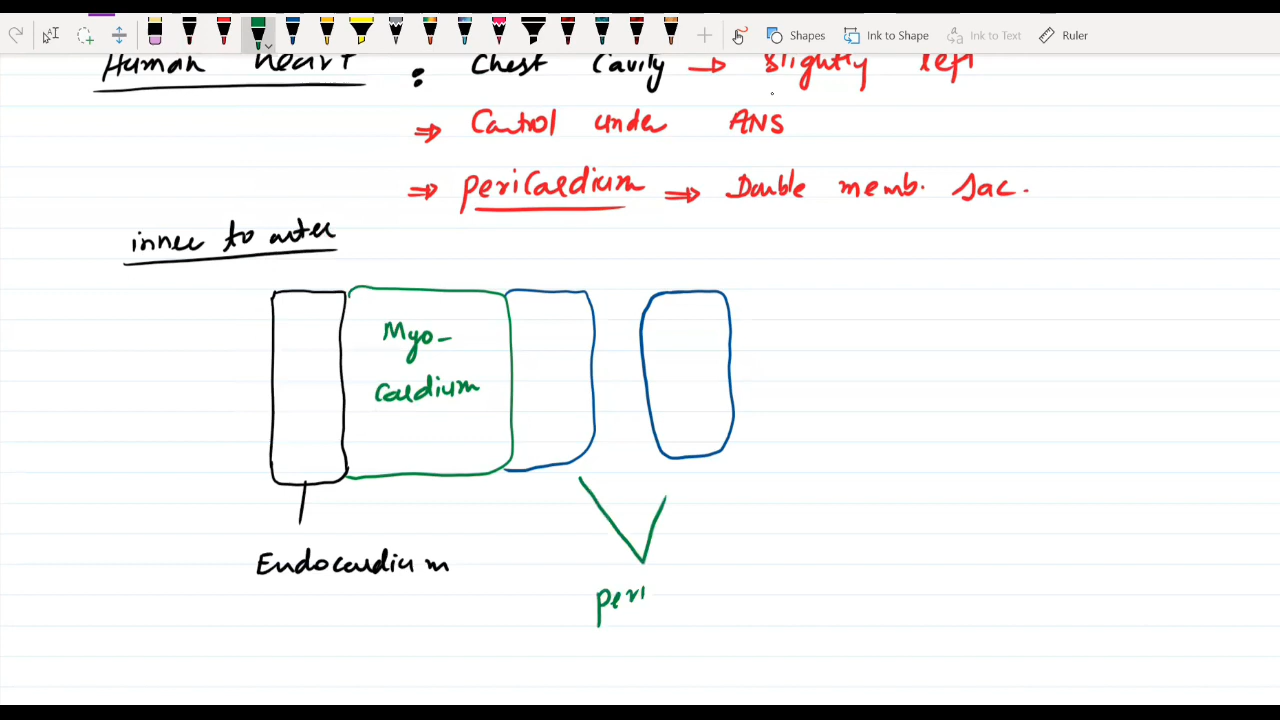 Shapes Ink to Shape Ink to Text Ruler
Human heart : Chest Cavity → slightly left
⇒ Control under ANS
⇒ pericardium ⇒ Double memb. sac.
inner to outer
Myo-
cardium
Endocardium
peri